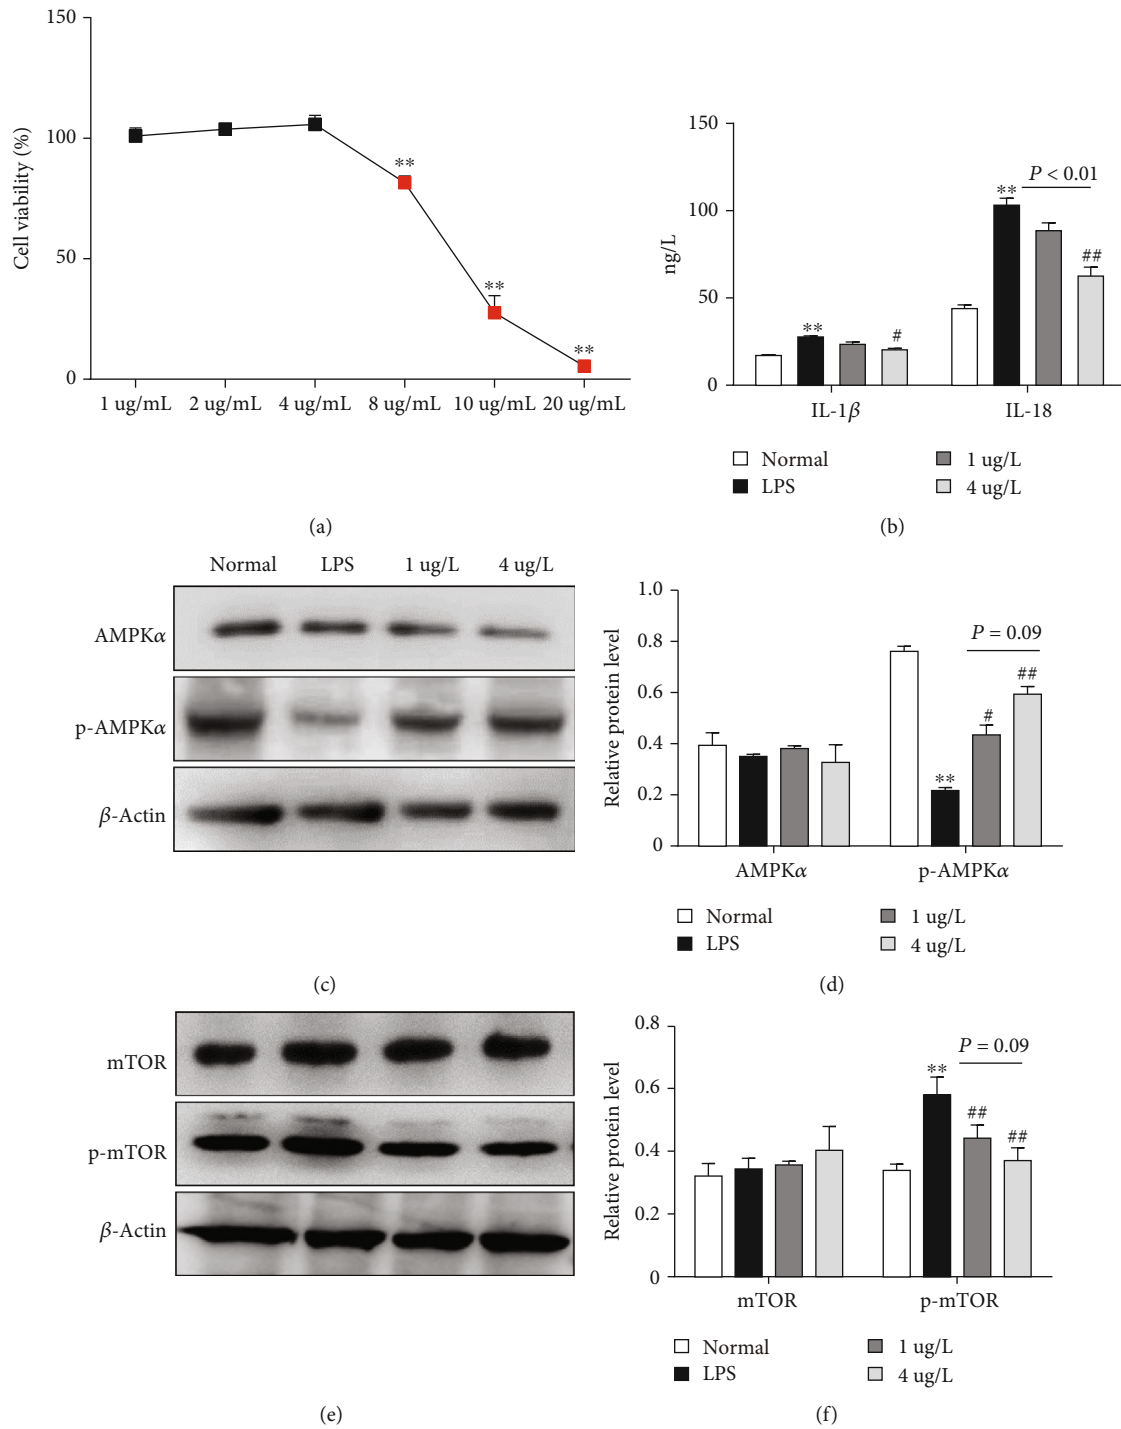 150
100
50
0
Cell viability (%)
**
**
**
1 ug/mL 2 ug/mL 4 ug/mL 8 ug/mL 10 ug/mL 20 ug/mL
(a)
150
100
50
0
ng/L
**
#
**
P < 0.01
##
IL-1β IL-18
Normal 1 ug/L
LPS 4 ug/L
(b)
Normal LPS 1 ug/L 4 ug/L
AMPKα
p-AMPKα
β-Actin
(c)
1.0
0.8
0.6
0.4
0.2
0
Relative protein level
P = 0.09
##
#
**
AMPKα p-AMPKα
Normal 1 ug/L
LPS 4 ug/L
(d)
mTOR
p-mTOR
β-Actin
(e)
0.8
0.6
0.4
0.2
0
Relative protein level
P = 0.09
**
##
##
mTOR p-mTOR
Normal 1 ug/L
LPS 4 ug/L
(f)